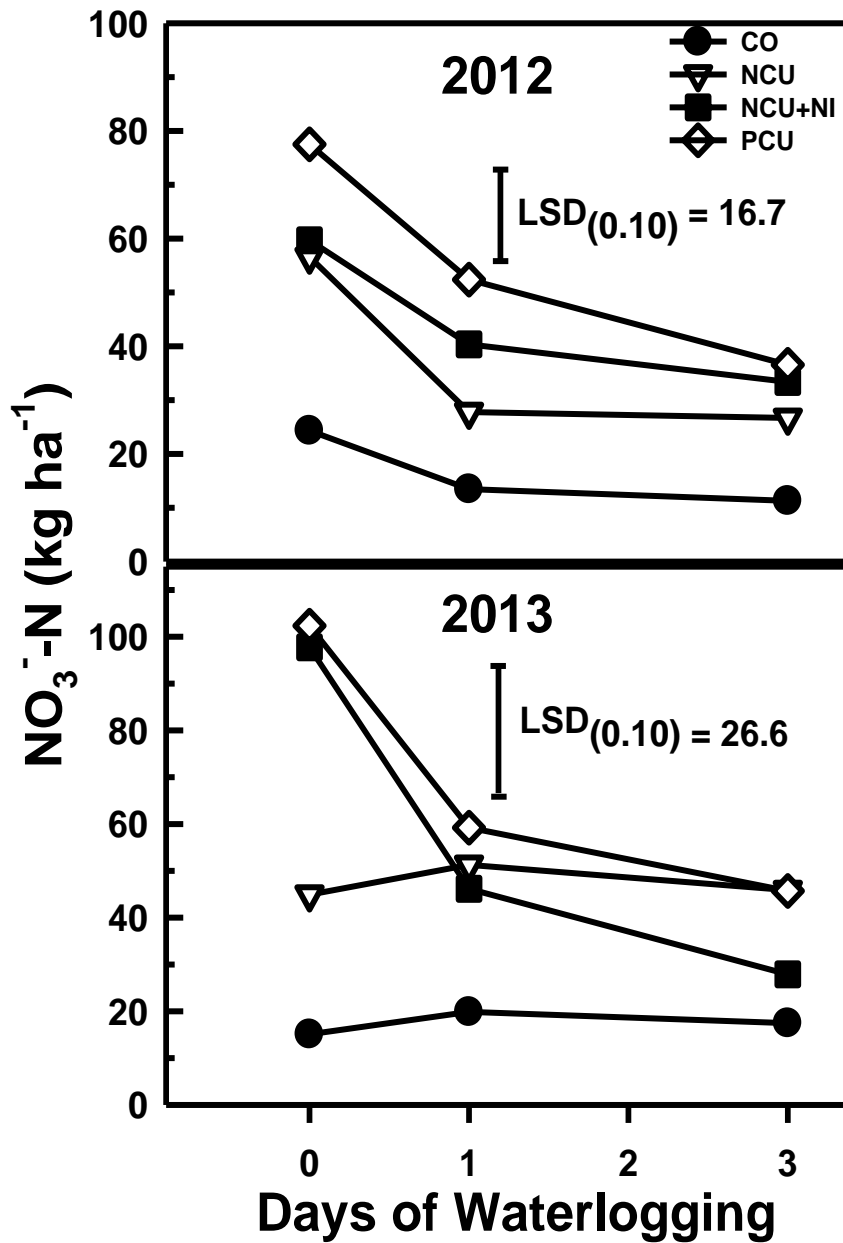 100
80
60
40
20
0
2012
CO
NCU
NCU+NI
PCU
LSD(0.10) = 16.7
NO3⁻-N (kg ha⁻¹)
100
80
60
40
20
0
2013
LSD(0.10) = 26.6
0 1 2 3
Days of Waterlogging